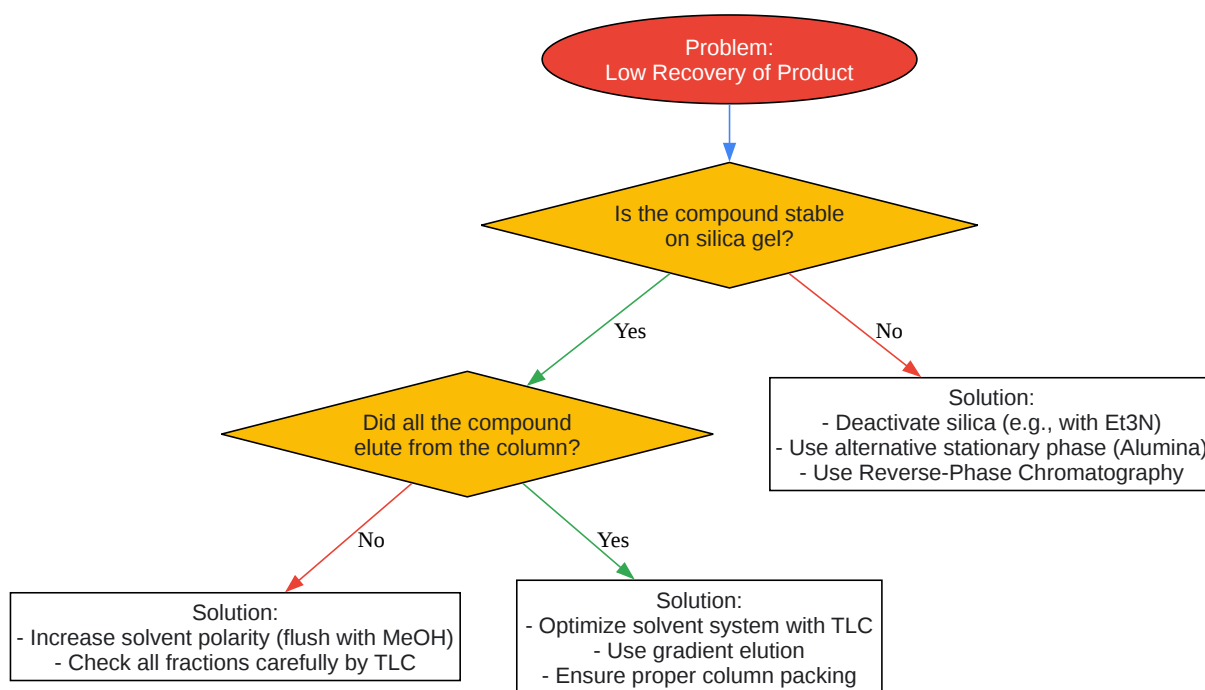 Problem:
Low Recovery of Product
Is the compound stable
on silica gel?
Yes
No
Did all the compound
elute from the column?
Solution:
- Deactivate silica (e.g., with Et3N)
- Use alternative stationary phase (Alumina)
- Use Reverse-Phase Chromatography
No
Yes
Solution:
- Increase solvent polarity (flush with MeOH)
- Check all fractions carefully by TLC
Solution:
- Optimize solvent system with TLC
- Use gradient elution
- Ensure proper column packing